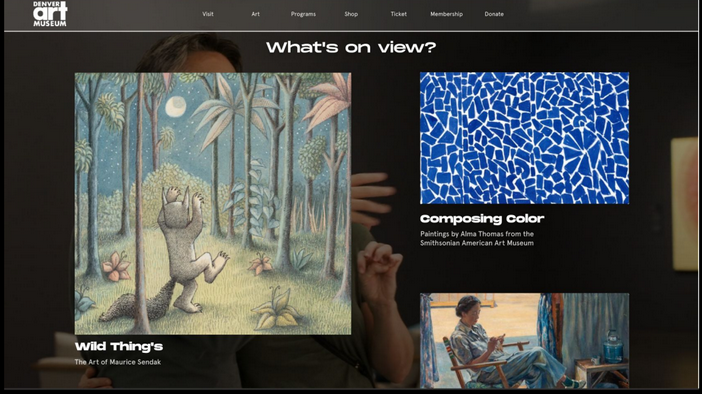 DENVER
art
MUSEUM
Visit
Art
Programs
Shop
Ticket
Membership
Donate
What's on view?
Wild Thing's
The Art of Maurice Sendak
Composing Color
Paintings by Alma Thomas from the
Smithsonian American Art Museum